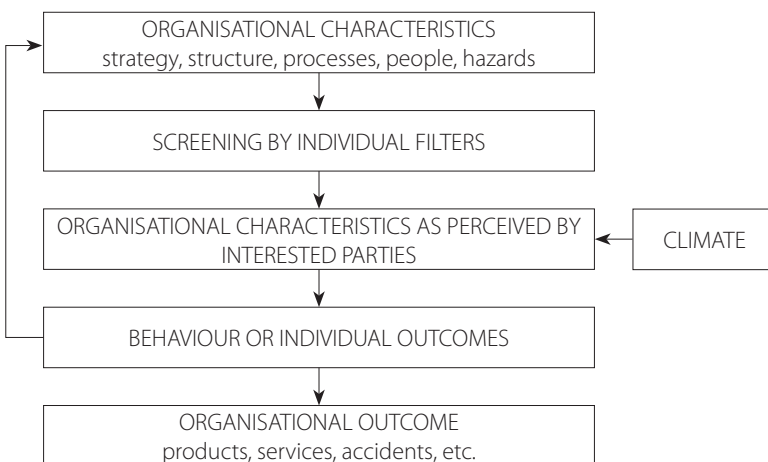 ORGANISATIONAL CHARACTERISTICS
strategy, structure, processes, people, hazards
SCREENING BY INDIVIDUAL FILTERS
ORGANISATIONAL CHARACTERISTICS AS PERCEIVED BY
INTERESTED PARTIES
CLIMATE
BEHAVIOUR OR INDIVIDUAL OUTCOMES
ORGANISATIONAL OUTCOME
products, services, accidents, etc.